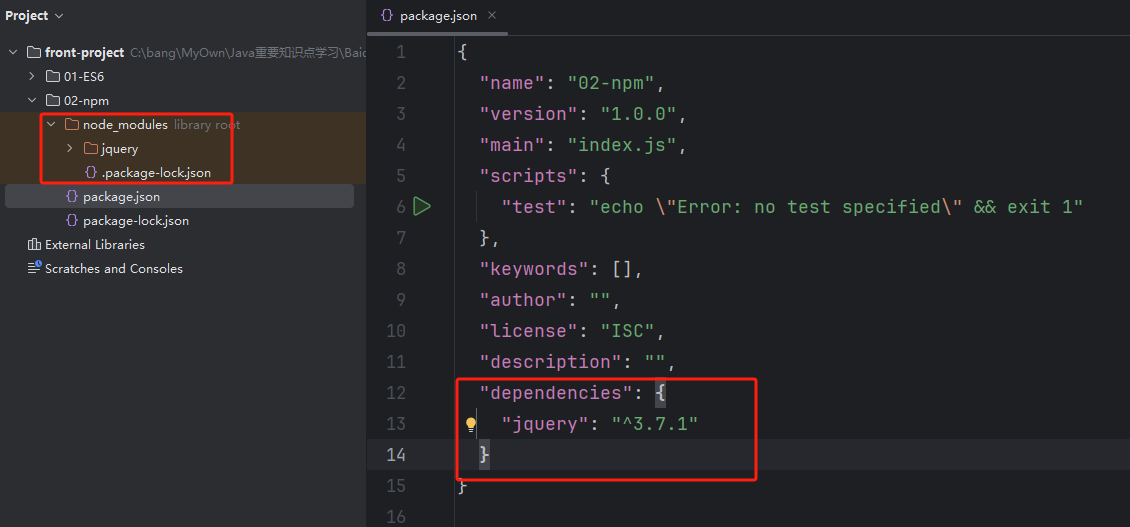 Project
front-project C:\bang\MyOwn\Java重要知识点学习\Baid
01-ES6
02-npm
node_modules library root
jquery
.package-lock.json
package.json
package-lock.json
External Libraries
Scratches and Consoles
package.json
1 {
2 "name": "02-npm",
3 "version": "1.0.0",
4 "main": "index.js",
5 "scripts": {
6 "test": "echo \"Error: no test specified\" && exit 1"
7 },
8 "keywords": [],
9 "author": "",
10 "license": "ISC",
11 "description": "",
12 "dependencies": {
13 "jquery": "^3.7.1"
14 }
15 }
16